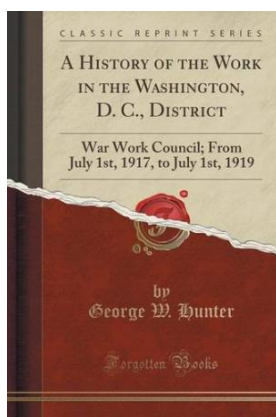 CLASSIC REPRINT SERIES
A HISTORY OF THE WORK
IN THE WASHINGTON,
D. C., DISTRICT
War Work Council; From
July 1st, 1917, to July 1st, 1919
by
George W. Hunter
Forgotten Books